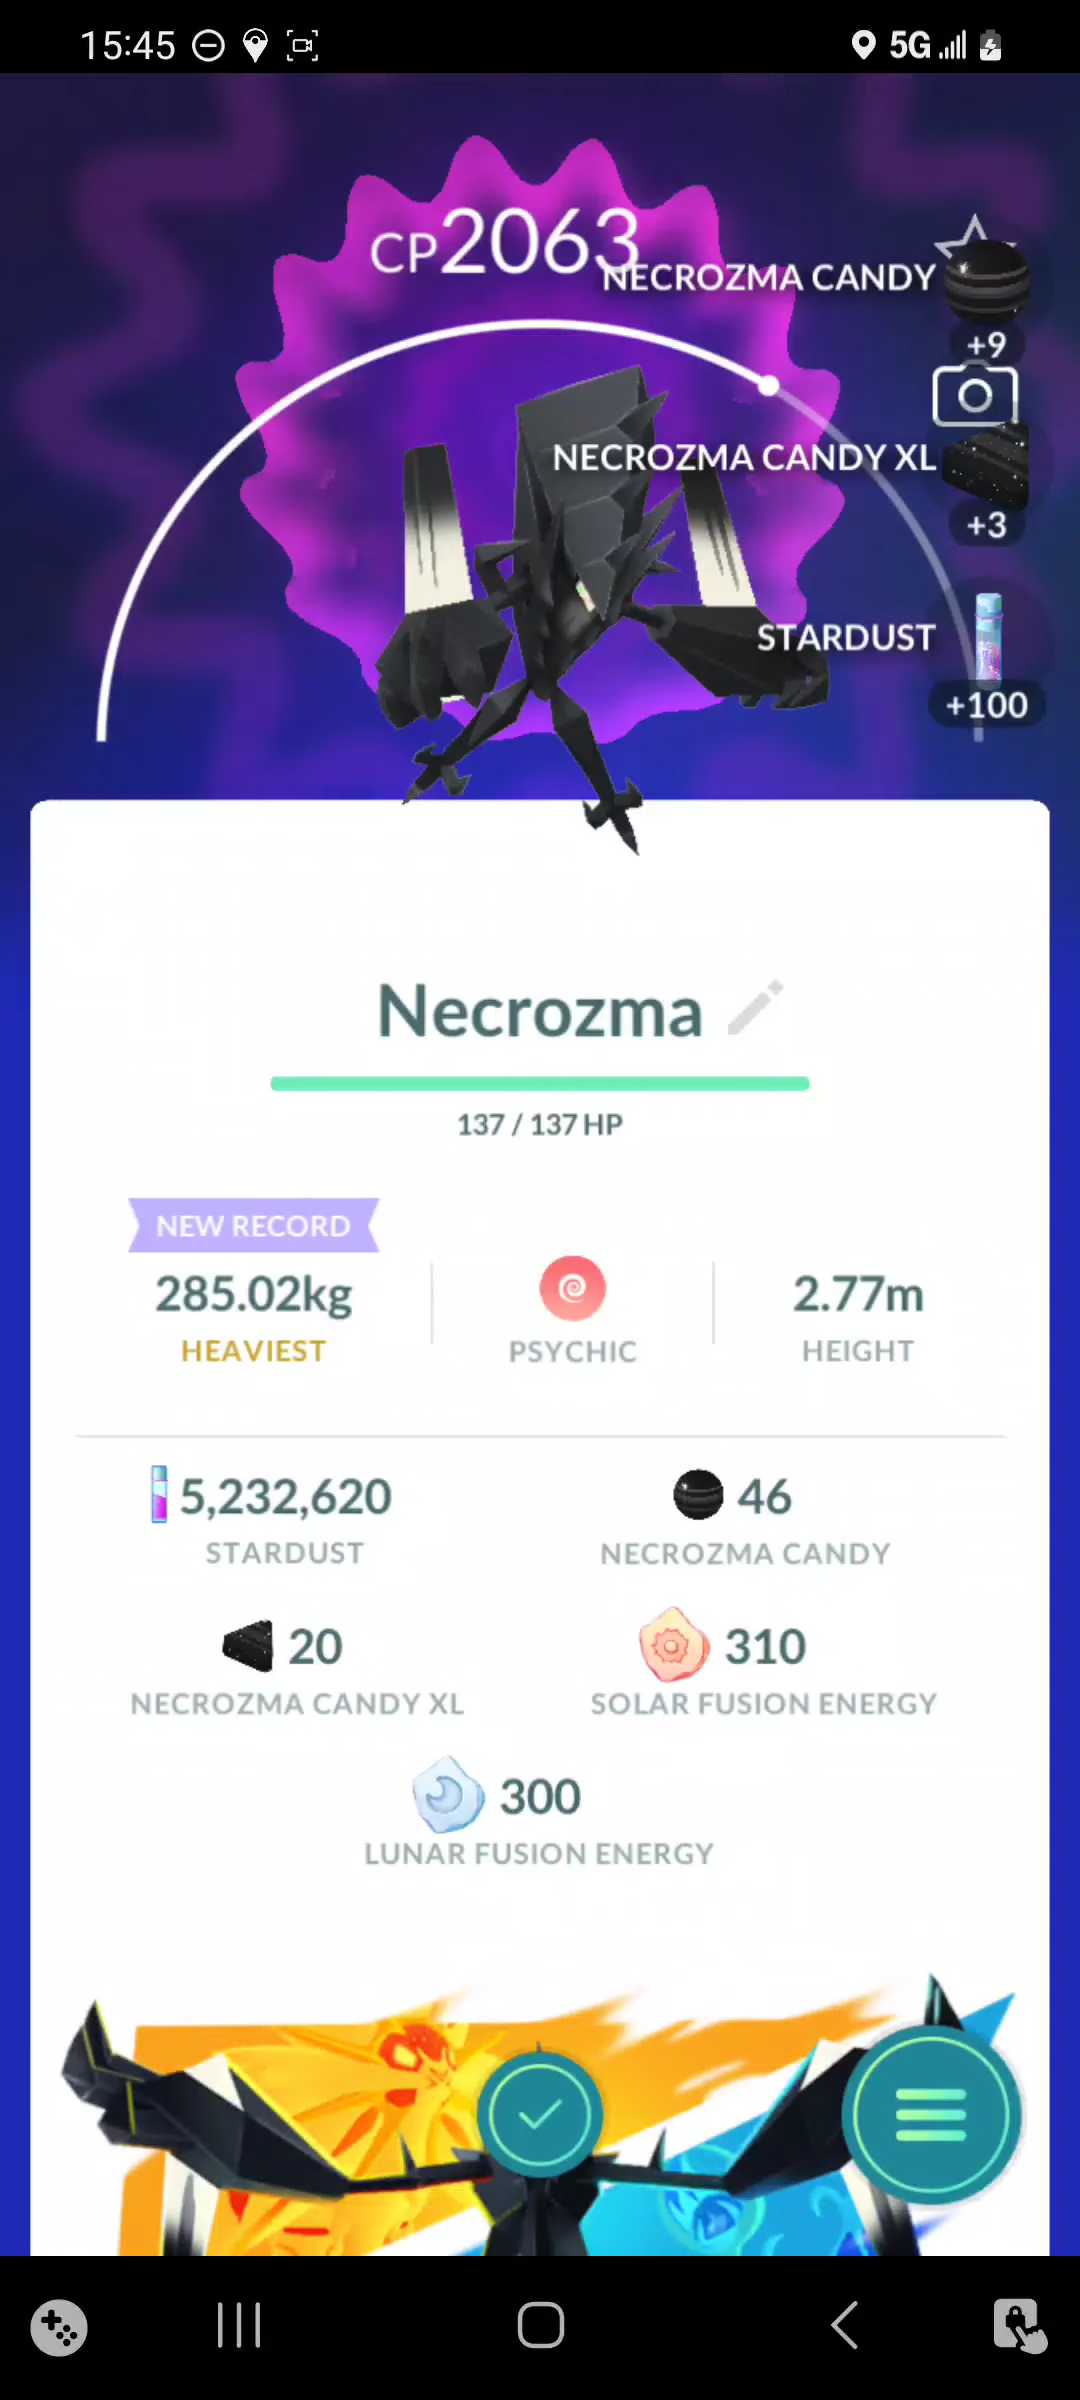 15:45
5G
CP2063
NECROZMA CANDY
+9
NECROZMA CANDY XL
+3
STARDUST
+100
Necrozma
137 / 137 HP
NEW RECORD
285.02kg
HEAVIEST
PSYCHIC
2.77m
HEIGHT
5,232,620
STARDUST
46
NECROZMA CANDY
20
NECROZMA CANDY XL
310
SOLAR FUSION ENERGY
300
LUNAR FUSION ENERGY